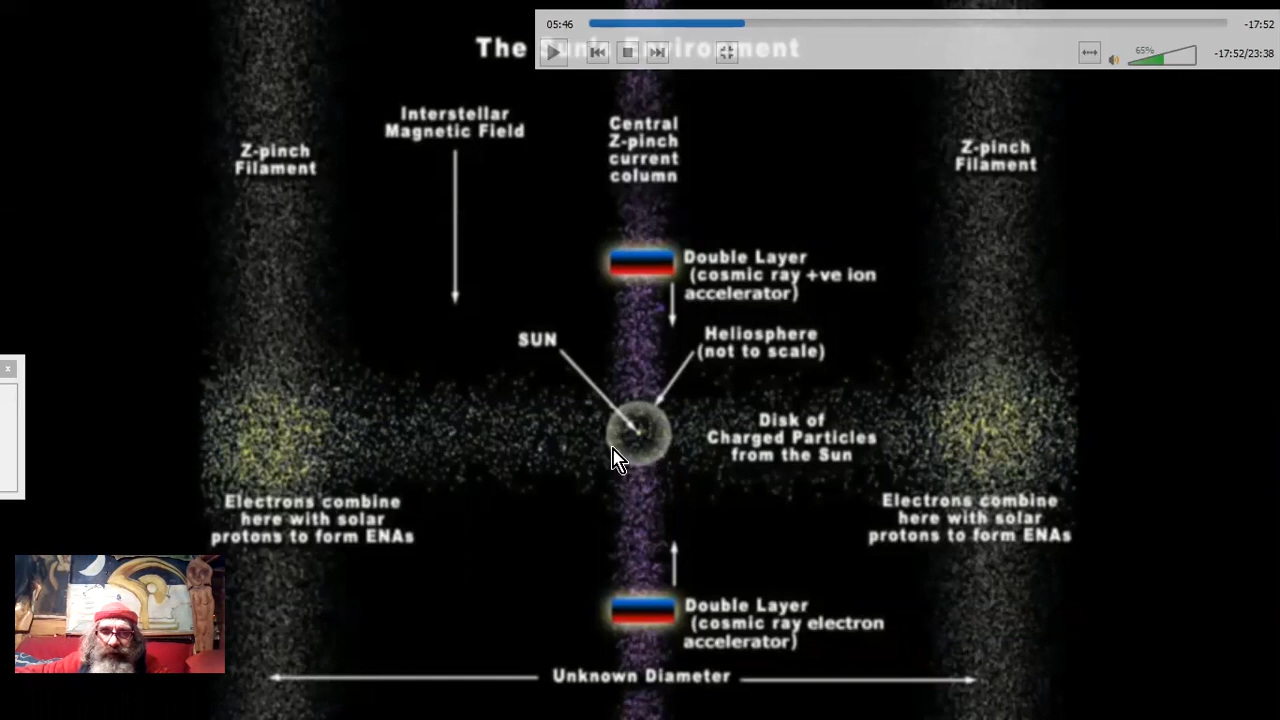 05:46
-17:52
The Sun's Environment
65%
-17:52/23:38
Interstellar
Magnetic Field
Central
Z-pinch
current
column
Z-pinch
Filament
Z-pinch
Filament
Double Layer
(cosmic ray +ve ion
accelerator)
SUN
Heliosphere
(not to scale)
x
Disk of
Charged Particles
from the Sun
Electrons combine
here with solar
protons to form ENAs
Electrons combine
here with solar
protons to form ENAs
Double Layer
(cosmic ray electron
accelerator)
Unknown Diameter